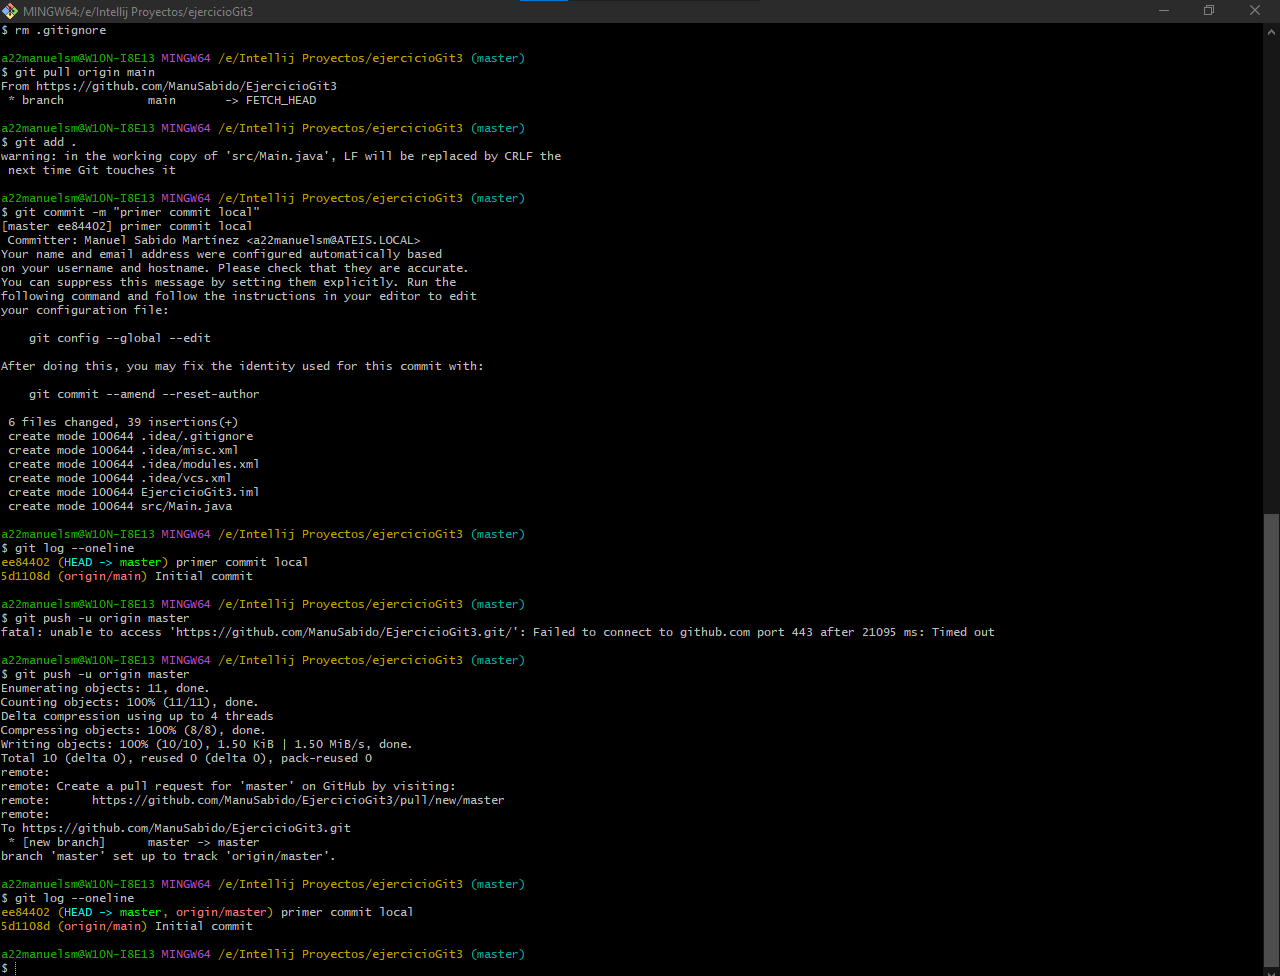 MINGW64:/e/Intellij Proyectos/ejercicioGit3
$ rm .gitignore
a22manuelsm@W10N-I8E13 MINGW64 /e/Intellij Proyectos/ejercicioGit3 (master)
$ git pull origin main
From https://github.com/ManuSabido/EjercicioGit3
 * branch            main       -> FETCH_HEAD
a22manuelsm@W10N-I8E13 MINGW64 /e/Intellij Proyectos/ejercicioGit3 (master)
$ git add .
warning: in the working copy of 'src/Main.java', LF will be replaced by CRLF the
 next time Git touches it
a22manuelsm@W10N-I8E13 MINGW64 /e/Intellij Proyectos/ejercicioGit3 (master)
$ git commit -m "primer commit local"
[master ee84402] primer commit local
 Committer: Manuel Sabido Martínez <a22manuelsm@ATEIS.LOCAL>
Your name and email address were configured automatically based
on your username and hostname. Please check that they are accurate.
You can suppress this message by setting them explicitly. Run the
following command and follow the instructions in your editor to edit
your configuration file:
    git config --global --edit
After doing this, you may fix the identity used for this commit with:
    git commit --amend --reset-author
 6 files changed, 39 insertions(+)
 create mode 100644 .idea/.gitignore
 create mode 100644 .idea/misc.xml
 create mode 100644 .idea/modules.xml
 create mode 100644 .idea/vcs.xml
 create mode 100644 EjercicioGit3.iml
 create mode 100644 src/Main.java
a22manuelsm@W10N-I8E13 MINGW64 /e/Intellij Proyectos/ejercicioGit3 (master)
$ git log --oneline
ee84402 (HEAD -> master) primer commit local
5d1108d (origin/main) Initial commit
a22manuelsm@W10N-I8E13 MINGW64 /e/Intellij Proyectos/ejercicioGit3 (master)
$ git push -u origin master
fatal: unable to access 'https://github.com/ManuSabido/EjercicioGit3.git/': Failed to connect to github.com port 443 after 21095 ms: Timed out
a22manuelsm@W10N-I8E13 MINGW64 /e/Intellij Proyectos/ejercicioGit3 (master)
$ git push -u origin master
Enumerating objects: 11, done.
Counting objects: 100% (11/11), done.
Delta compression using up to 4 threads
Compressing objects: 100% (8/8), done.
Writing objects: 100% (10/10), 1.50 KiB | 1.50 MiB/s, done.
Total 10 (delta 0), reused 0 (delta 0), pack-reused 0
remote:
remote: Create a pull request for 'master' on GitHub by visiting:
remote:      https://github.com/ManuSabido/EjercicioGit3/pull/new/master
remote:
To https://github.com/ManuSabido/EjercicioGit3.git
 * [new branch]      master -> master
branch 'master' set up to track 'origin/master'.
a22manuelsm@W10N-I8E13 MINGW64 /e/Intellij Proyectos/ejercicioGit3 (master)
$ git log --oneline
ee84402 (HEAD -> master, origin/master) primer commit local
5d1108d (origin/main) Initial commit
a22manuelsm@W10N-I8E13 MINGW64 /e/Intellij Proyectos/ejercicioGit3 (master)
$